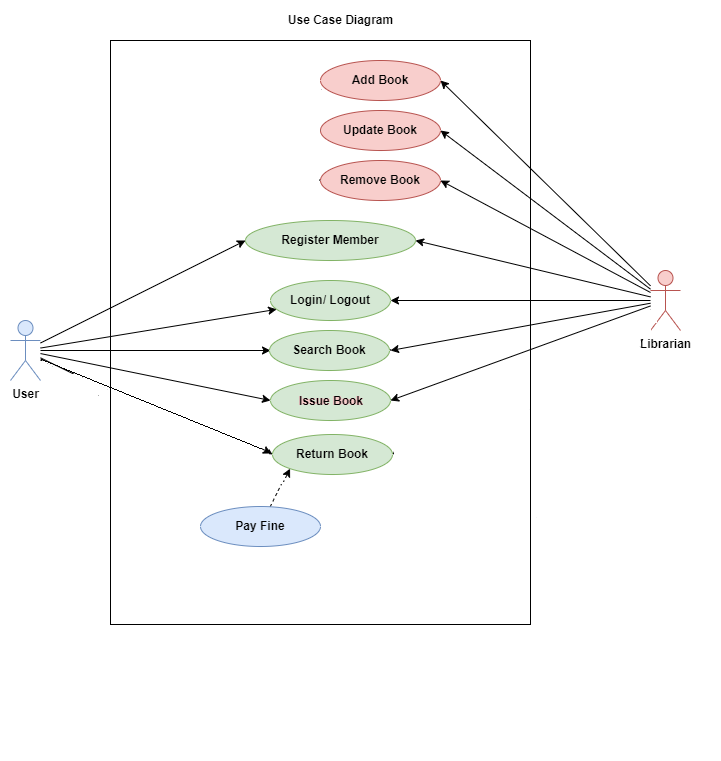 Use Case Diagram
Add Book
Update Book
Remove Book
Register Member
Login/ Logout
Search Book
Issue Book
Return Book
Pay Fine
User
Librarian